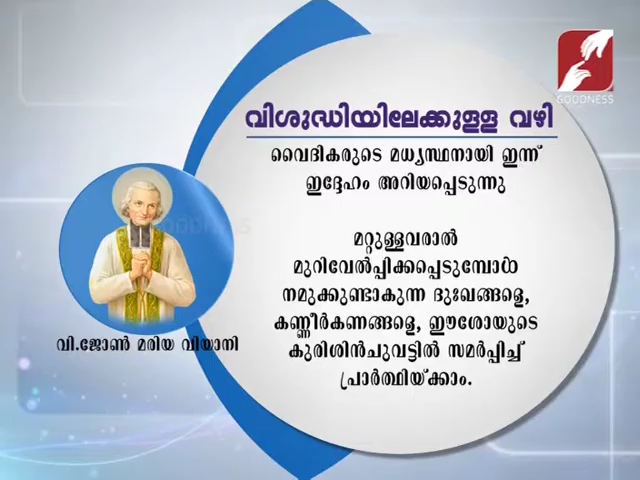 GOODNESS
വിശുദ്ധിയിലേക്കുളള വഴി
വൈദികരുടെ മധ്യസ്ഥനായി ഇന്ന്
ഇദ്ദേഹം അറിയപ്പെടുന്നു
മറ്റുള്ളവരാൽ
മുറിവേൽപ്പിക്കപ്പെടുമ്പോൾ
നമുക്കുണ്ടാകുന്ന ദുഃഖങ്ങളെ,
കണ്ണീർകണങ്ങളെ, ഈശോയുടെ
കുരിശിൻചുവട്ടിൽ സമർപ്പിച്ച്
പ്രാർത്ഥിയ്ക്കാം.
വി.ജോൺ മരിയ വിയാനി